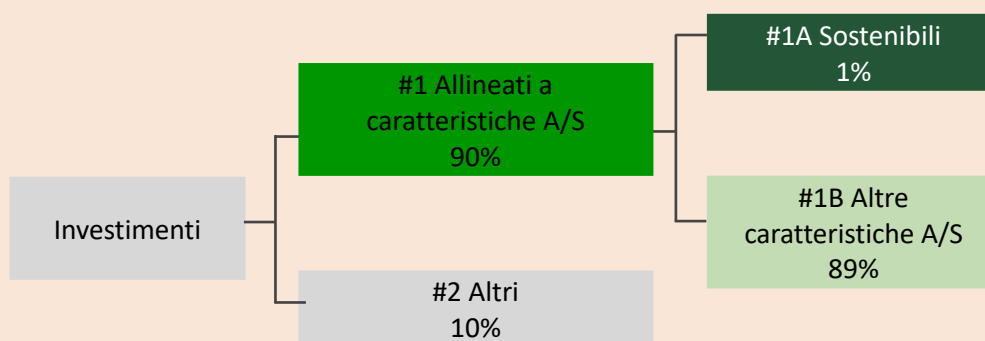 Investimenti
#1 Allineati a
caratteristiche A/S
90%
#2 Altri
10%
#1A Sostenibili
1%
#1B Altre
caratteristiche A/S
89%